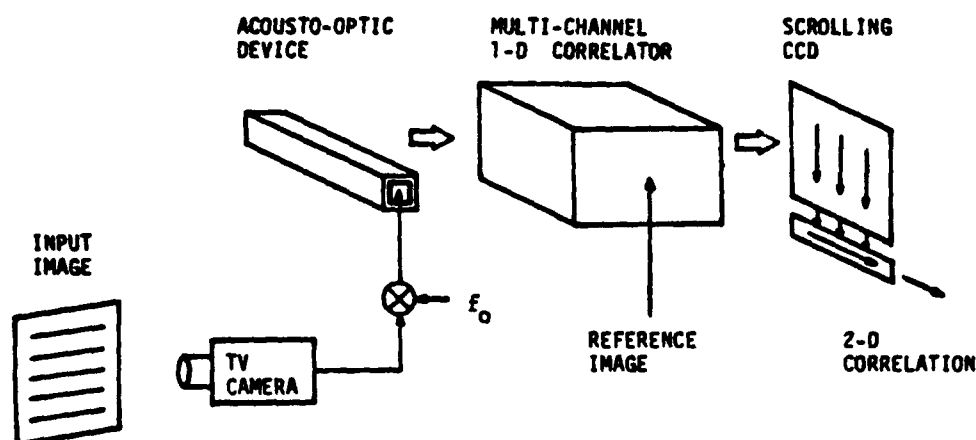 ACOUSTO-OPTIC
DEVICE
MULTI-CHANNEL
1-D CORRELATOR
SCROLLING
CCD
INPUT
IMAGE
f₀
TV
CAMERA
REFERENCE
IMAGE
2-D
CORRELATION